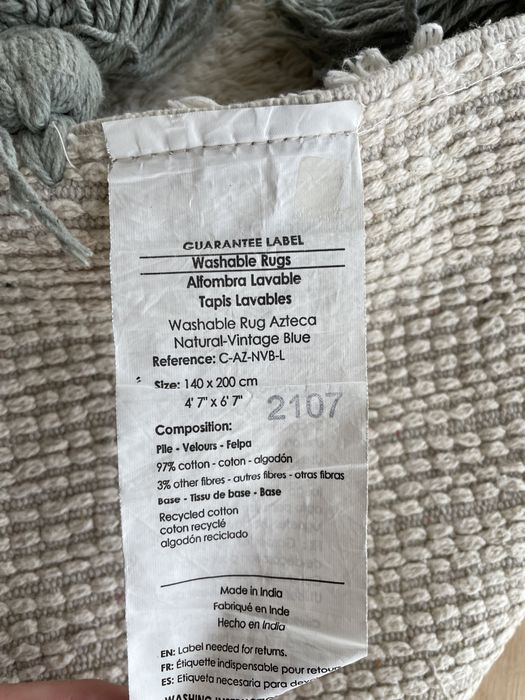 GUARANTEE LABEL
Washable Rugs
Alfombra Lavable
Tapis Lavables
Washable Rug Azteca
Natural-Vintage Blue
Reference: C-AZ-NVB-L
Size: 140 x 200 cm
4' 7" x 6' 7"
2107
Composition:
Pile - Velours - Felpa
97% cotton - coton - algodón
3% other fibres - autres fibres - otras fibras
Base - Tissu de base - Base
Recycled cotton
coton recyclé
algodón reciclado
Made in India
Fabriqué en Inde
Hecho en India
EN: Label needed for returns.
FR: Étiquette indispensable pour retou
ES: Etiqueta necesaria para dev
WASHING